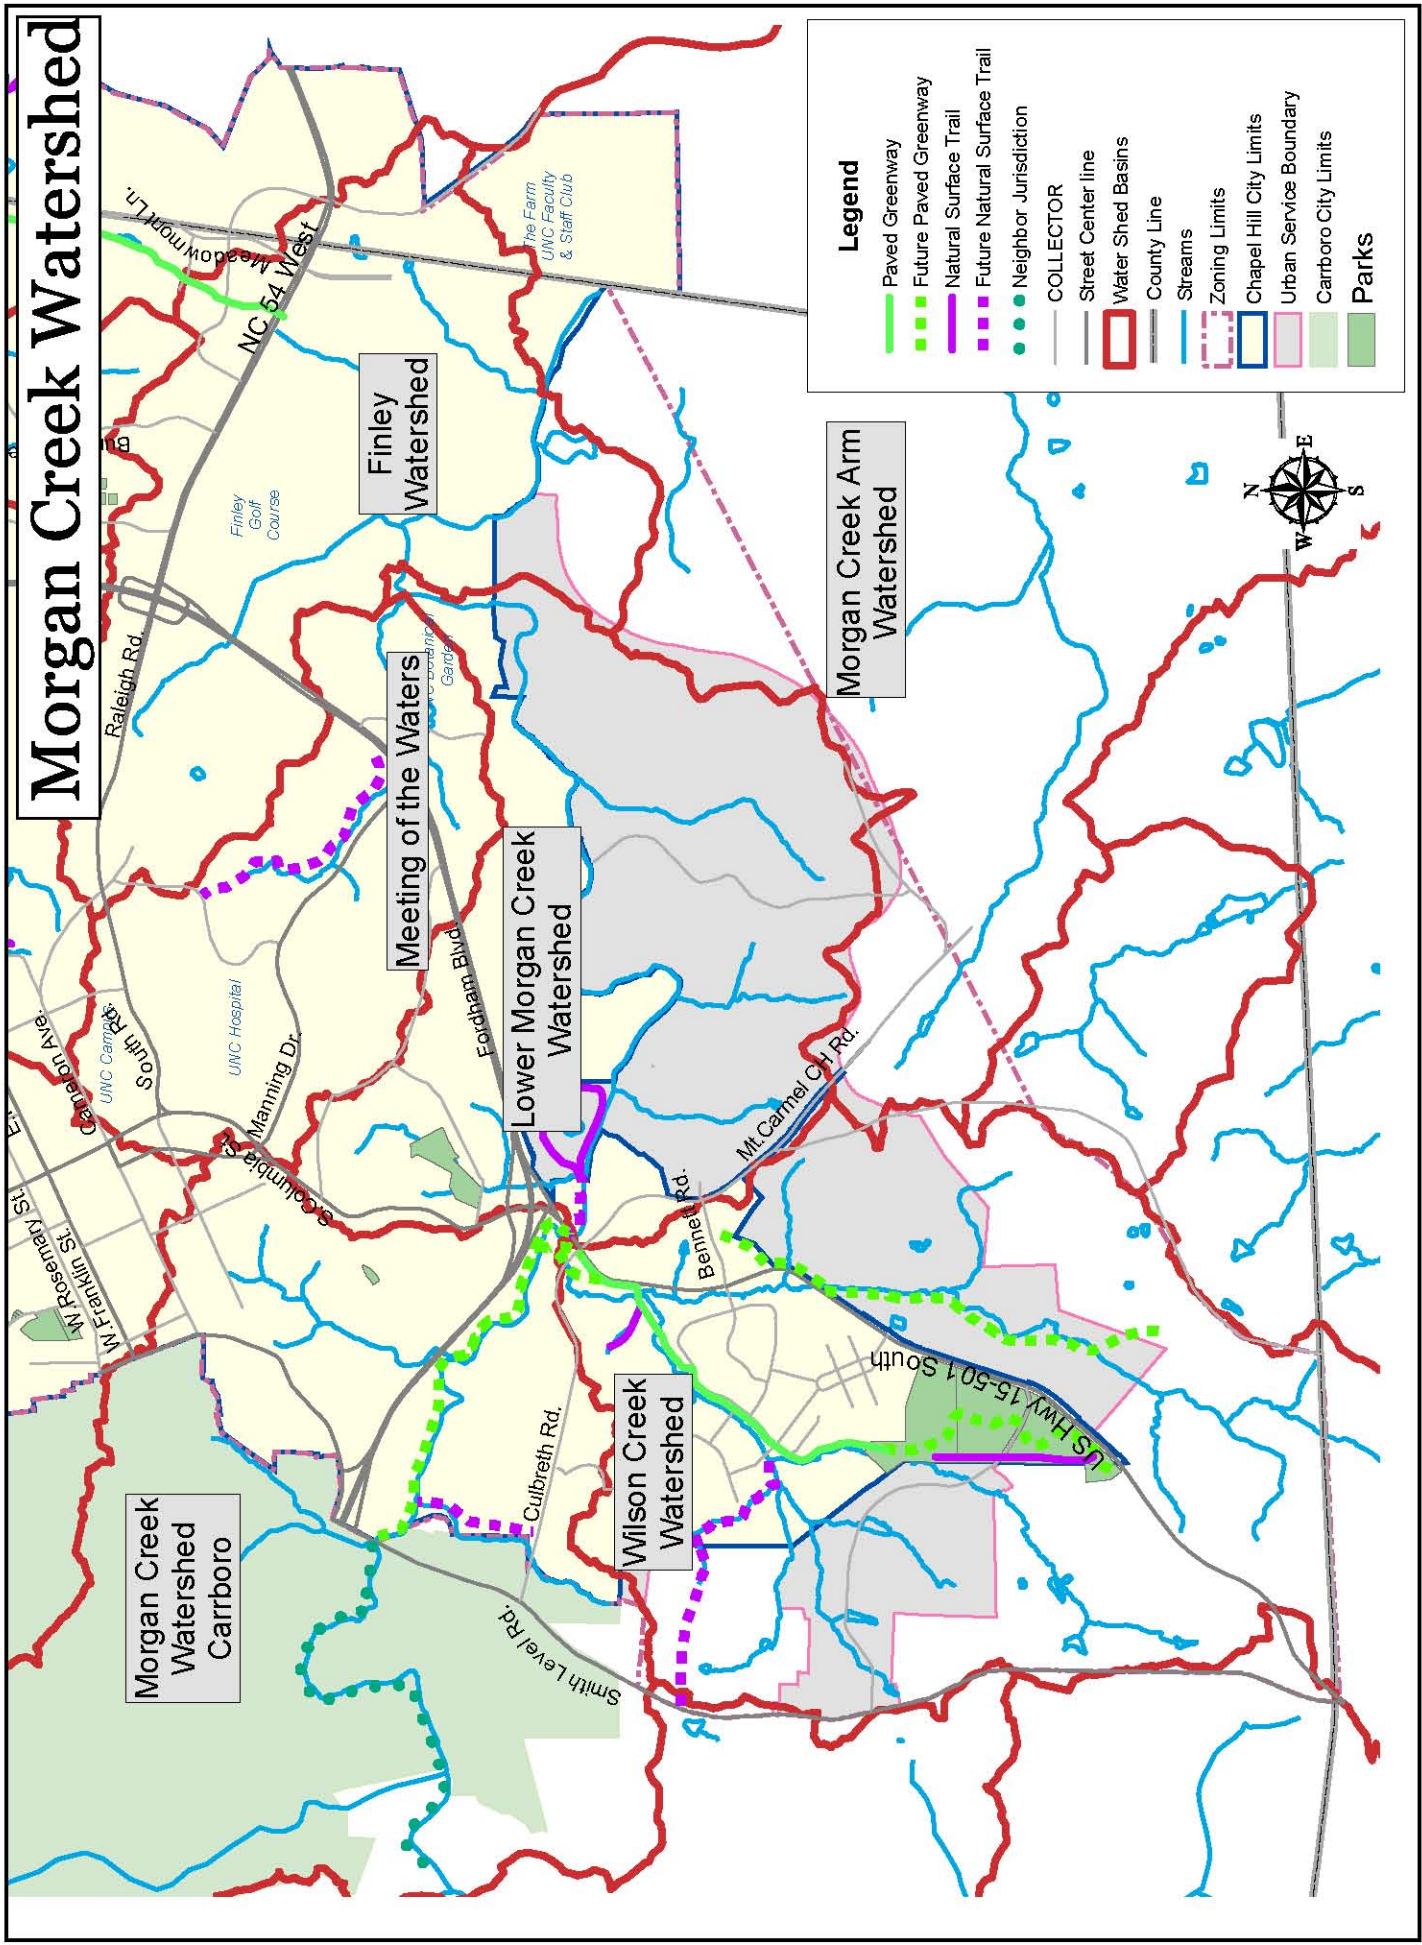 Morgan Creek Watershed
Meadowmont Ln.
NC 54 West
The Farm
UNC Faculty
& Staff Club
Finley
Watershed
Finley
Golf
Course
Raleigh Rd.
Botanical
Garden
Meeting of the Waters
Morgan Creek Arm
Watershed
Fordham Blvd.
Lower Morgan Creek
Watershed
Cameron Ave.
UNC Campus
South Rd.
UNC Hospital
Manning Dr.
S.Columbia St.
W.Rosemary St.
W.Franklin St.
Mt.Carmel CH Rd.
Bennett Rd.
US Hwy 15-501 South
Culbreth Rd.
Wilson Creek
Watershed
Morgan Creek
Watershed
Carrboro
Smith Level Rd.
Legend
Paved Greenway
Future Paved Greenway
Natural Surface Trail
Future Natural Surface Trail
Neighbor Jurisdiction
COLLECTOR
Street Center line
Water Shed Basins
County Line
Streams
Zoning Limits
Chapel Hill City Limits
Urban Service Boundary
Carrboro City Limits
Parks
N
W E
S